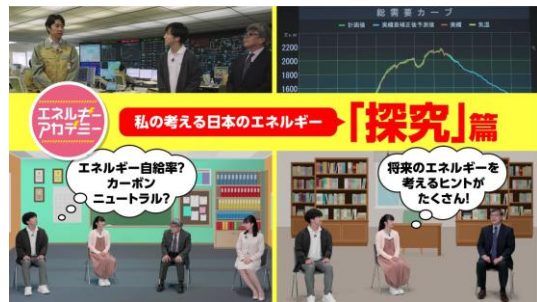 総需要カーブ
計画値 実績差補正後予測値 実績 気温
2200
2000
1800
1600
エネルギー
アカデミー
私の考える日本のエネルギー
「探究」篇
エネルギー自給率?
カーボン
ニュートラル?
将来のエネルギーを
考えるヒントが
たくさん!